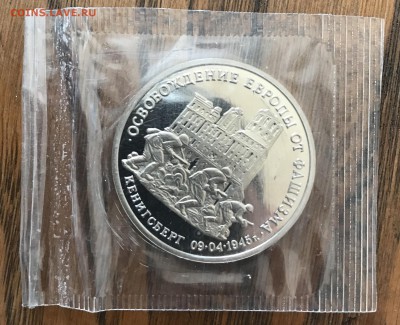 COINS.LAVE.RU
ОСВОБОЖДЕНИЕ ЕВРОПЫ ОТ ФАШИЗМА
КЕНИГСБЕРГ 09·04·1945г.